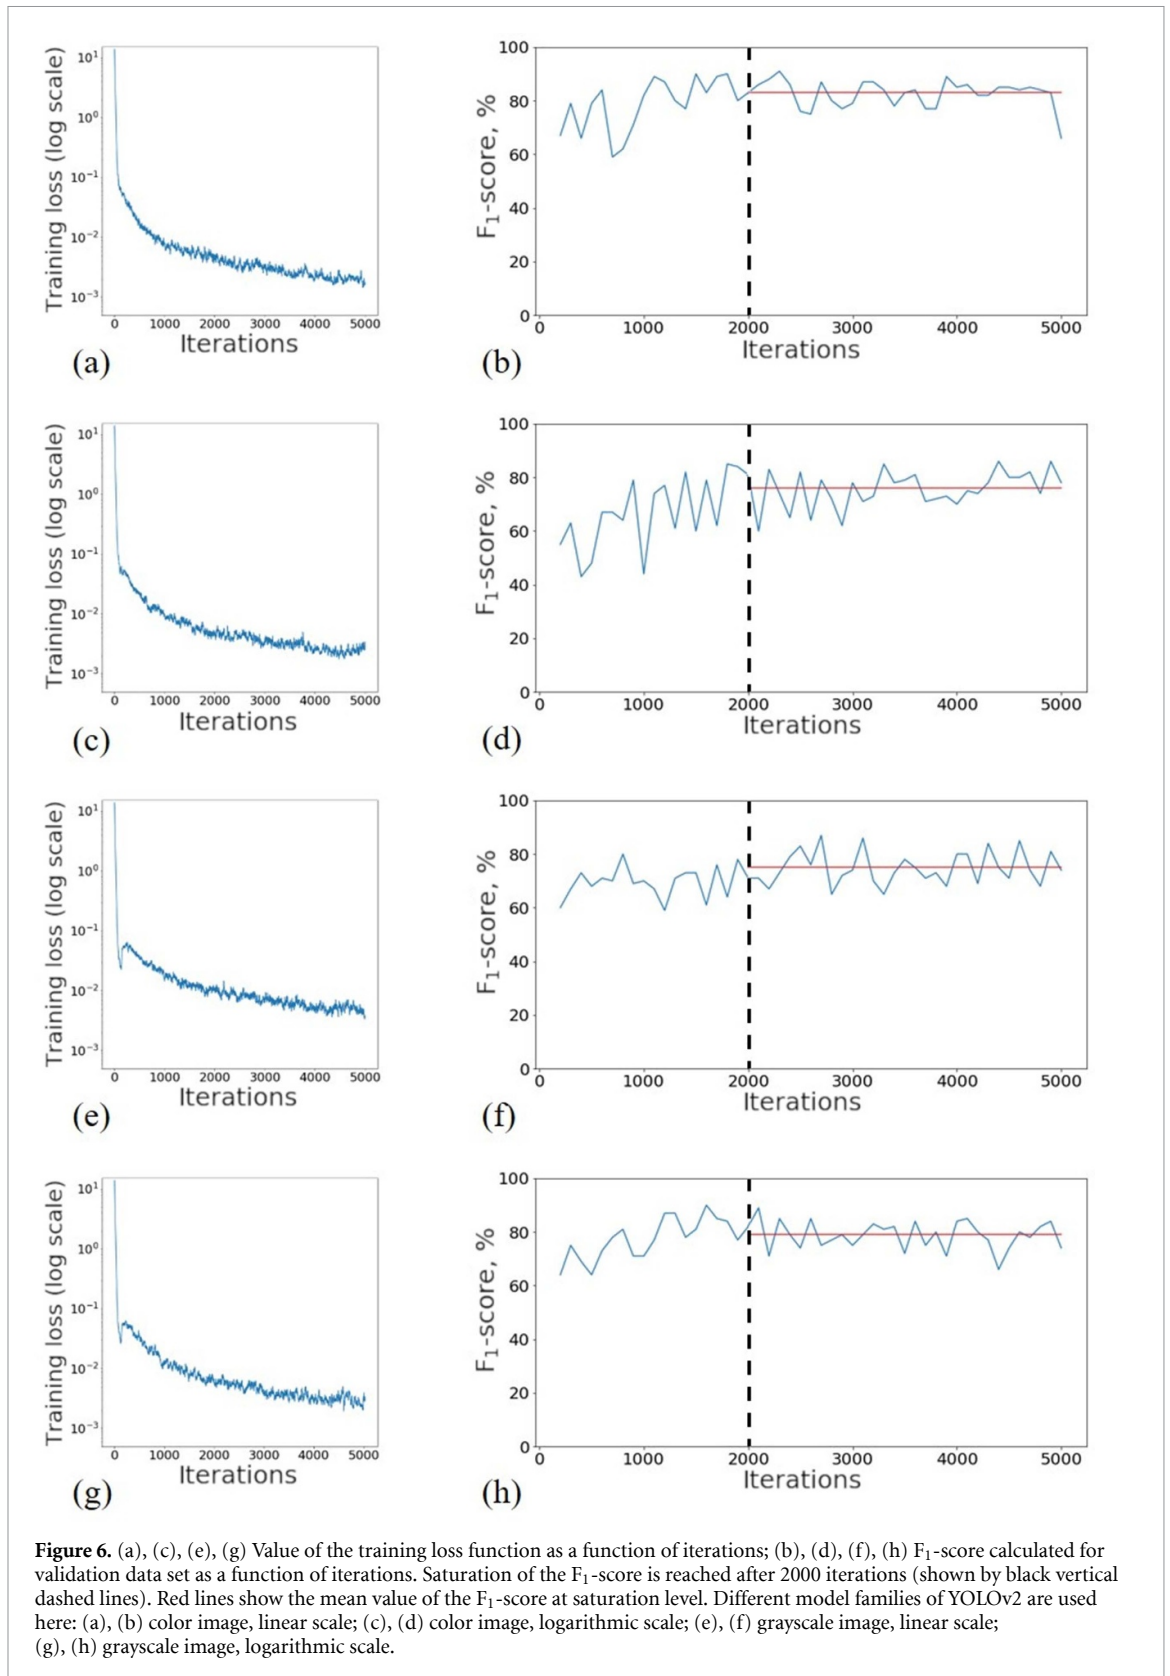 Training loss (log scale)
10¹
10⁰
10⁻¹
10⁻²
10⁻³
0 1000 2000 3000 4000 5000
Iterations
(a)
F₁-score, %
100
80
60
40
20
0
0 1000 2000 3000 4000 5000
Iterations
(b)
Training loss (log scale)
10¹
10⁰
10⁻¹
10⁻²
10⁻³
0 1000 2000 3000 4000 5000
Iterations
(c)
F₁-score, %
100
80
60
40
20
0
0 1000 2000 3000 4000 5000
Iterations
(d)
Training loss (log scale)
10¹
10⁰
10⁻¹
10⁻²
10⁻³
0 1000 2000 3000 4000 5000
Iterations
(e)
F₁-score, %
100
80
60
40
20
0
0 1000 2000 3000 4000 5000
Iterations
(f)
Training loss (log scale)
10¹
10⁰
10⁻¹
10⁻²
10⁻³
0 1000 2000 3000 4000 5000
Iterations
(g)
F₁-score, %
100
80
60
40
20
0
0 1000 2000 3000 4000 5000
Iterations
(h)
Figure 6. (a), (c), (e), (g) Value of the training loss function as a function of iterations; (b), (d), (f), (h) F₁-score calculated for
validation data set as a function of iterations. Saturation of the F₁-score is reached after 2000 iterations (shown by black vertical
dashed lines). Red lines show the mean value of the F₁-score at saturation level. Different model families of YOLOv2 are used
here: (a), (b) color image, linear scale; (c), (d) color image, logarithmic scale; (e), (f) grayscale image, linear scale;
(g), (h) grayscale image, logarithmic scale.